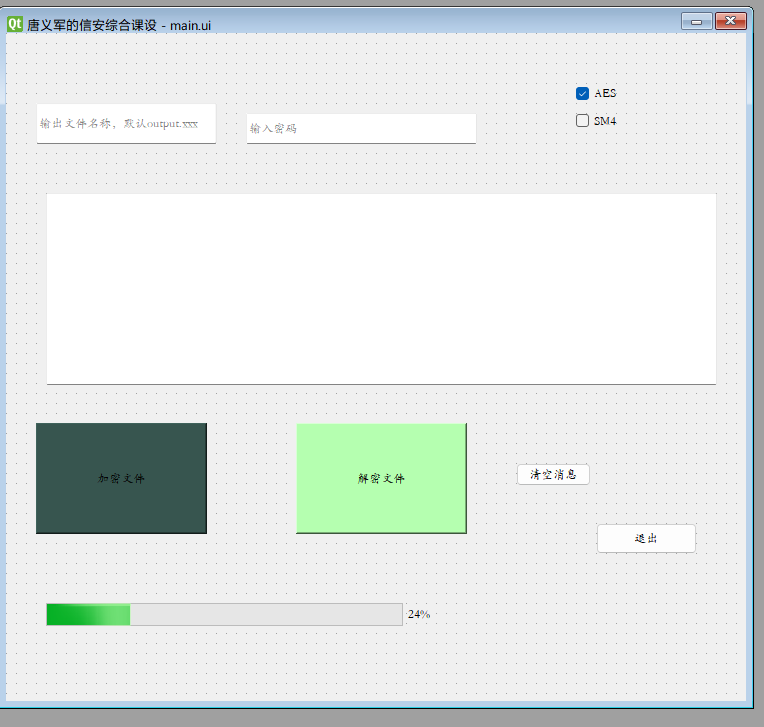 Qt 唐义军的信安综合课设 - main.ui
AES
输出文件名称，默认output.xxx
输入密码
SM4
加密文件
解密文件
清空消息
退出
24%